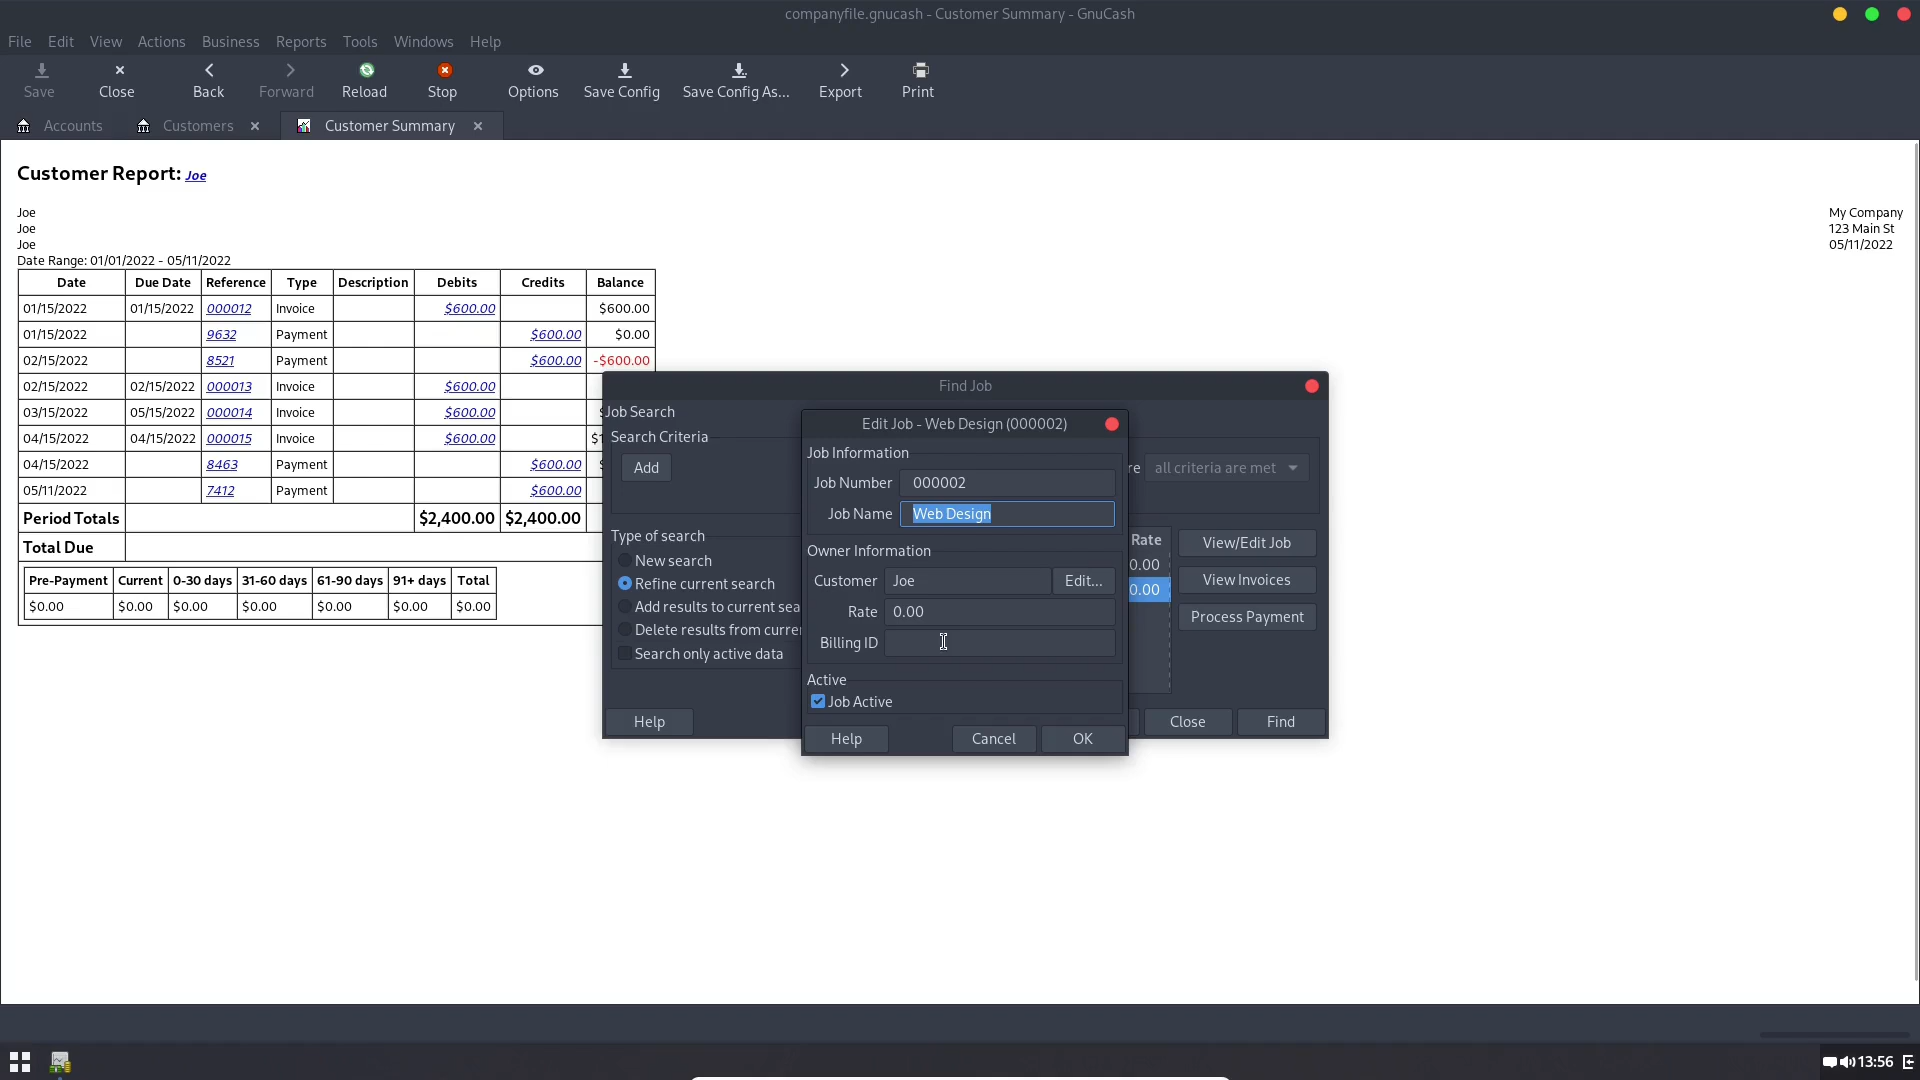 companyfile.gnucash - Customer Summary - GnuCash
File Edit View Actions Business Reports Tools Windows Help
Save Close Back Forward Reload Stop Options Save Config Save Config As... Export Print
Accounts Customers Customer Summary
Customer Report: Joe
Joe My Company
Joe 123 Main St
Joe 05/11/2022
Date Range: 01/01/2022 - 05/11/2022
Date Due Date Reference Type Description Debits Credits Balance
01/15/2022 01/15/2022 000012 Invoice $600.00 $600.00
01/15/2022 9632 Payment $600.00 $0.00
02/15/2022 8521 Payment $600.00 -$600.00
02/15/2022 02/15/2022 000013 Invoice $600.00
03/15/2022 05/15/2022 000014 Invoice $600.00
04/15/2022 04/15/2022 000015 Invoice $600.00
04/15/2022 8463 Payment $600.00
05/11/2022 7412 Payment $600.00
Period Totals $2,400.00 $2,400.00
Total Due
Pre-Payment Current 0-30 days 31-60 days 61-90 days 91+ days Total
$0.00 $0.00 $0.00 $0.00 $0.00 $0.00 $0.00
Find Job
Job Search
Search Criteria
Add all criteria are met
Type of search
New search
Refine current search
Add results to current sea
Delete results from curre
Search only active data
Rate
0.00
0.00
View/Edit Job
View Invoices
Process Payment
Help Close Find
Edit Job - Web Design (000002)
Job Information
Job Number 000002
Job Name Web Design
Owner Information
Customer Joe Edit...
Rate 0.00
Billing ID
Active
Job Active
Help Cancel OK
13:56